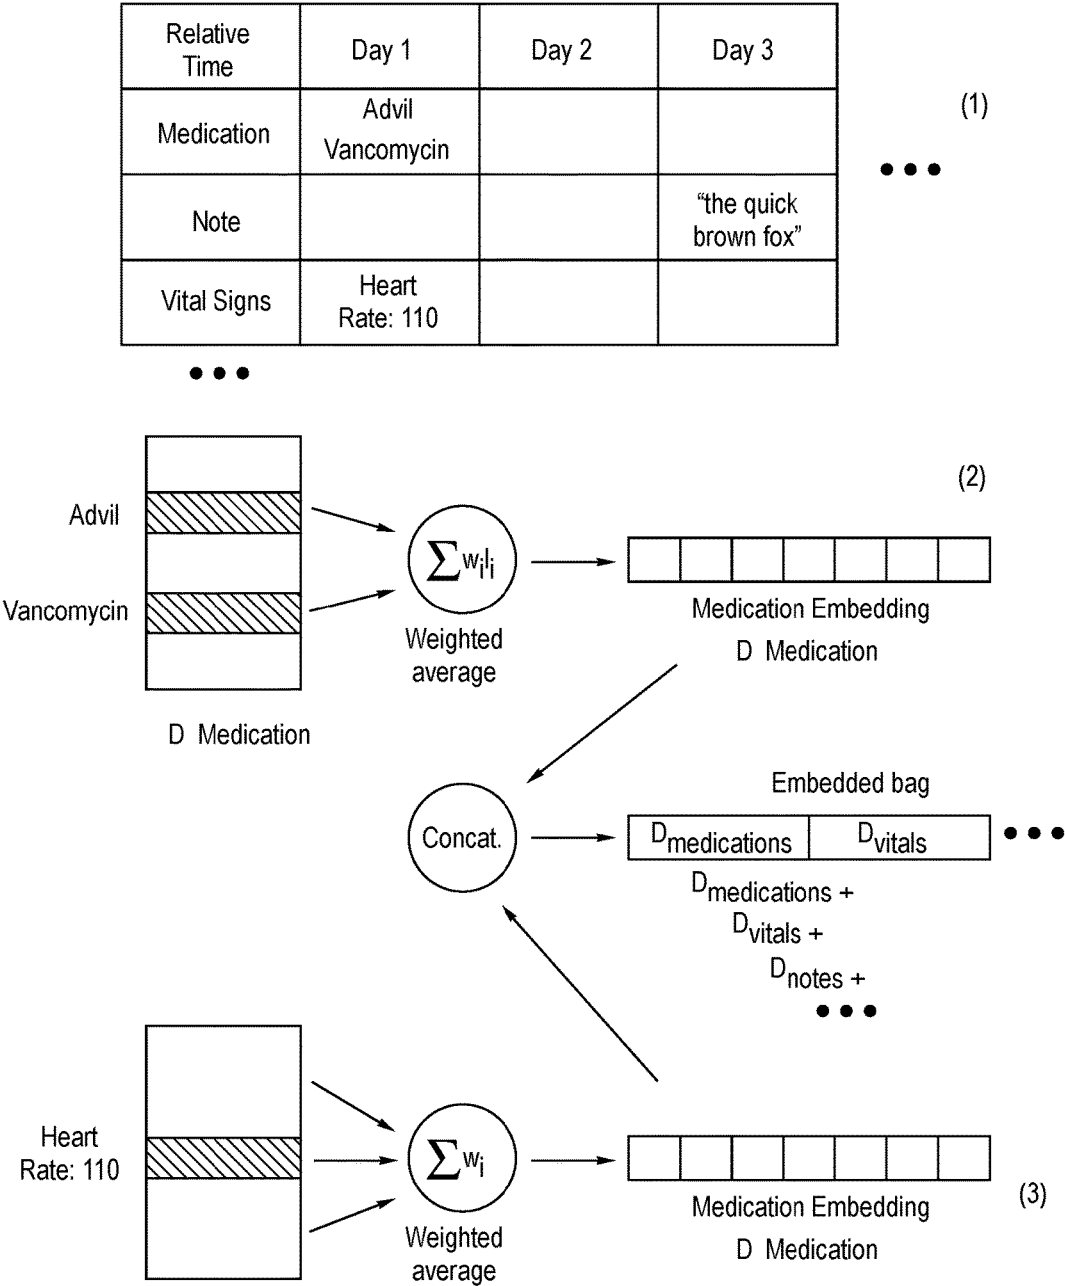 Relative
Time
Day 1
Day 2
Day 3
(1)
Medication
Advil
Vancomycin
Note
“the quick
brown fox”
Vital Signs
Heart
Rate: 110
(2)
Advil
Vancomycin
∑ wᵢlᵢ
Weighted
average
Medication Embedding
D Medication
D Medication
Embedded bag
Concat.
Dmedications
Dvitals
Dmedications +
Dvitals +
Dnotes +
Heart
Rate: 110
∑ wᵢ
Weighted
average
Medication Embedding
D Medication
(3)